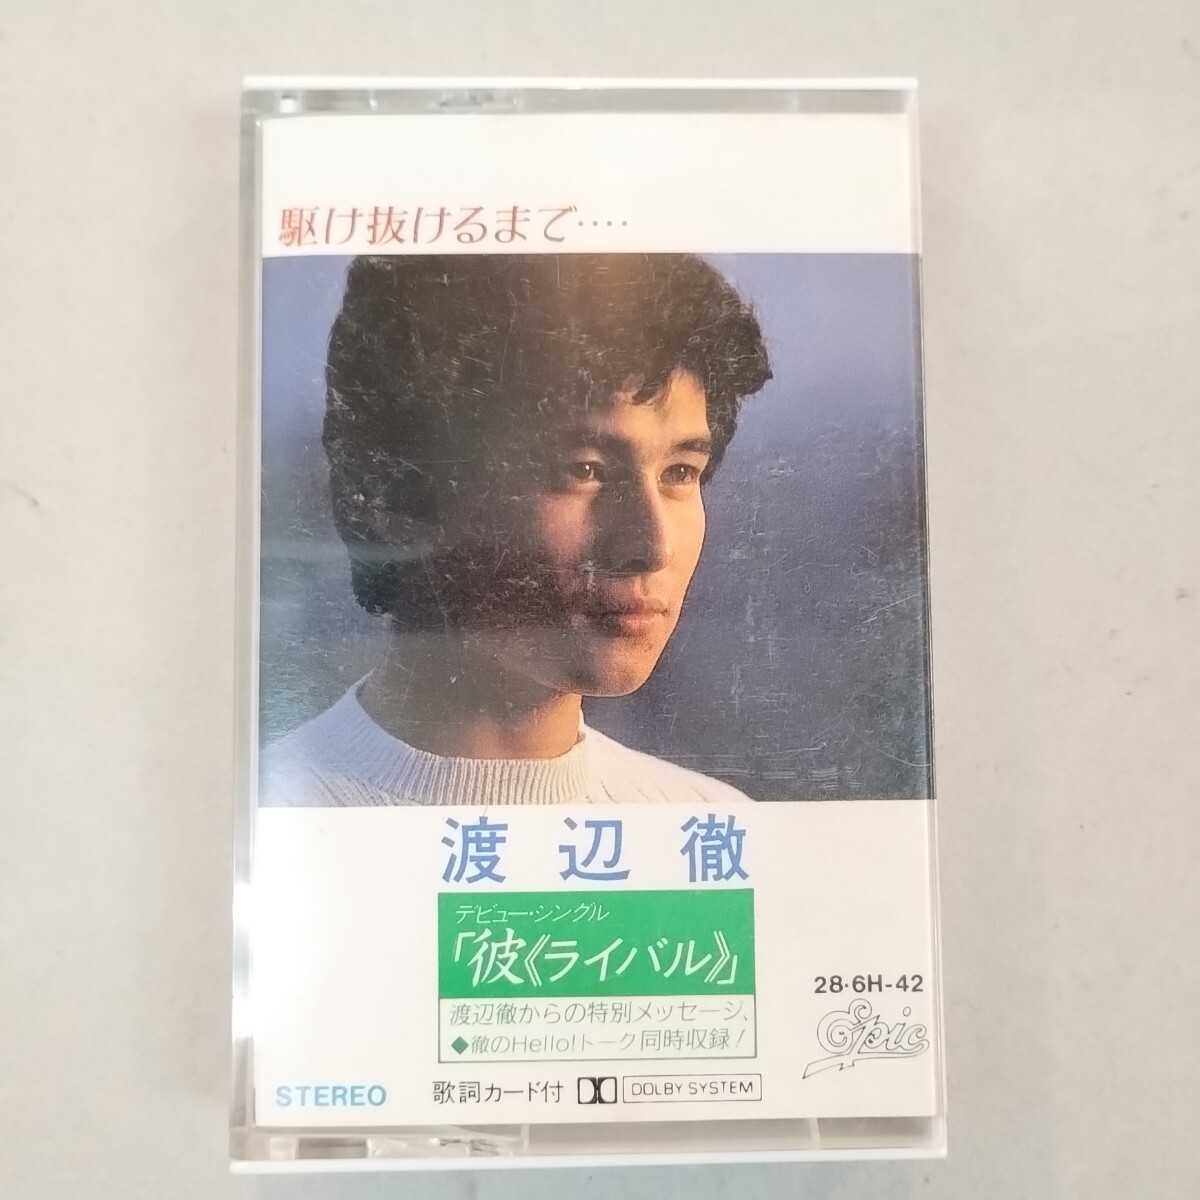 駆け抜けるまで‥‥
渡辺徹
デビュー・シングル
「彼《ライバル》」
渡辺徹からの特別メッセージ、
◆徹のHello!トーク同時収録!
28・6H-42
Epic
STEREO
歌詞カード付 DOLBY SYSTEM